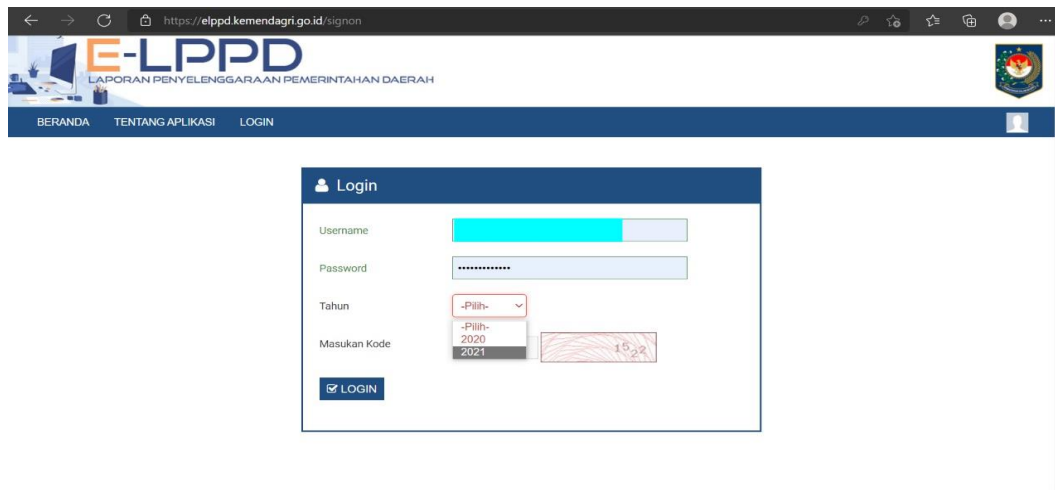 https://elppd.kemendagri.go.id/signon
E-LPPD
LAPORAN PENYELENGGARAAN PEMERINTAHAN DAERAH
BERANDA TENTANG APLIKASI LOGIN
Login
Username
Password •••••••••••••
Tahun -Pilih-
-Pilih-
2020
2021
Masukan Kode 1522
LOGIN